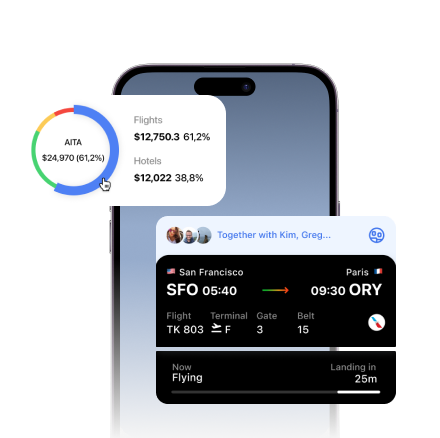 Flights
$12,750.3 61,2%
AITA
$24,970 (61,2%)
Hotels
$12,022 38,8%
Together with Kim, Greg...
San Francisco
Paris
SFO 05:40
09:30 ORY
Flight Terminal Gate Belt
TK 803 F 3 15
Now
Flying
Landing in
25m